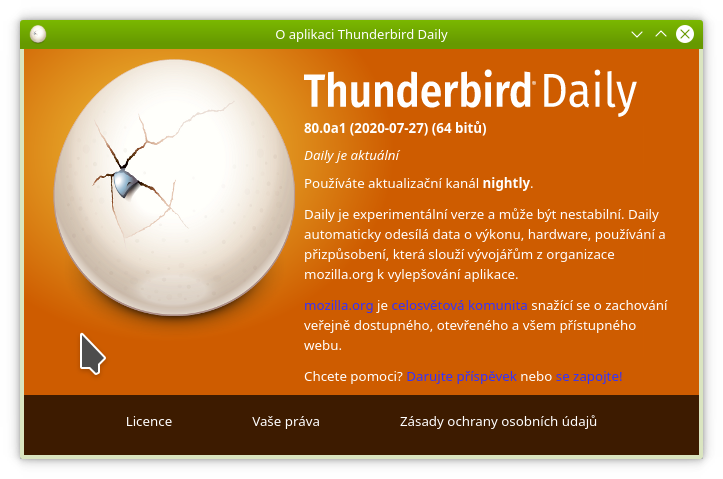 O aplikaci Thunderbird Daily
Thunderbird Daily
80.0a1 (2020-07-27) (64 bitů)
Daily je aktuální
Používáte aktualizační kanál nightly.
Daily je experimentální verze a může být nestabilní. Daily
automaticky odesílá data o výkonu, hardware, používání a
přizpůsobení, která slouží vývojářům z organizace
mozilla.org k vylepšování aplikace.
mozilla.org je celosvětová komunita snažící se o zachování
veřejně dostupného, otevřeného a všem přístupného
webu.
Chcete pomoci? Darujte příspěvek nebo se zapojte!
Licence Vaše práva Zásady ochrany osobních údajů